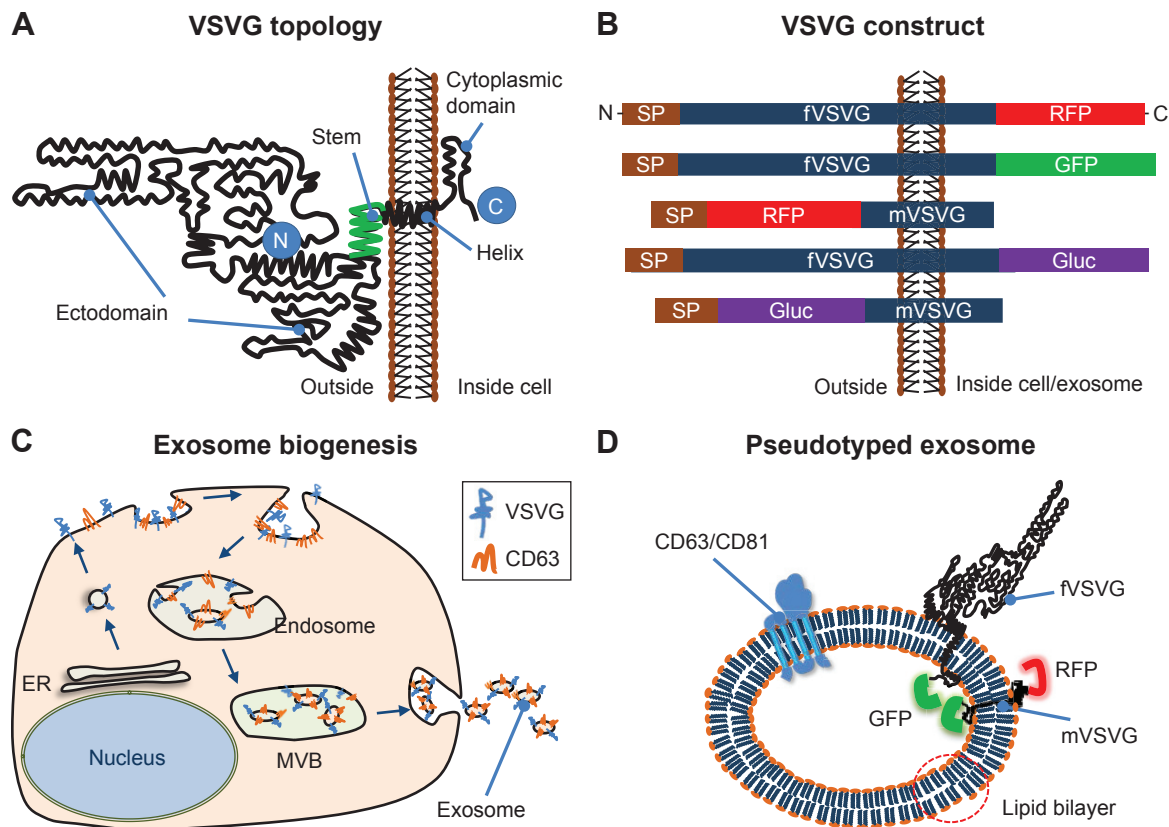 A
VSVG topology
Cytoplasmic
domain
Stem
C
N
Helix
Ectodomain
Outside
Inside cell
B
VSVG construct
N
SP
fVSVG
RFP
C
SP
fVSVG
GFP
SP
RFP
mVSVG
SP
fVSVG
Gluc
SP
Gluc
mVSVG
Outside
Inside cell/exosome
C
Exosome biogenesis
VSVG
CD63
Endosome
ER
MVB
Nucleus
Exosome
D
Pseudotyped exosome
CD63/CD81
fVSVG
RFP
GFP
mVSVG
Lipid bilayer